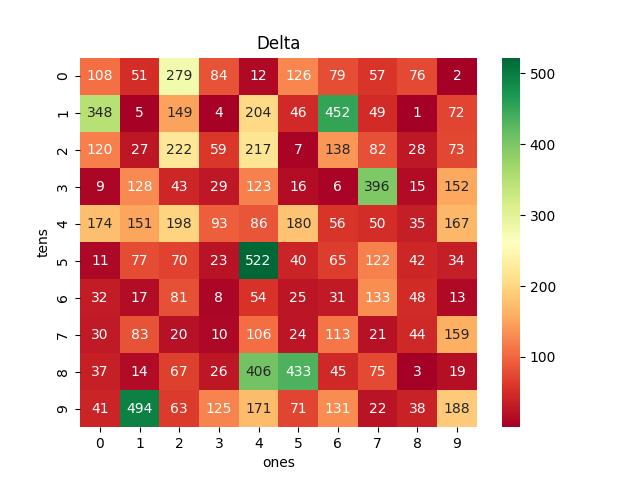 Delta
0 108 51 279 84 12 126 79 57 76 2
1 348 5 149 4 204 46 452 49 1 72
2 120 27 222 59 217 7 138 82 28 73
3 9 128 43 29 123 16 6 396 15 152
4 174 151 198 93 86 180 56 50 35 167
5 11 77 70 23 522 40 65 122 42 34
6 32 17 81 8 54 25 31 133 48 13
7 30 83 20 10 106 24 113 21 44 159
8 37 14 67 26 406 433 45 75 3 19
9 41 494 63 125 171 71 131 22 38 188
0 1 2 3 4 5 6 7 8 9
ones
tens
500
400
300
200
100